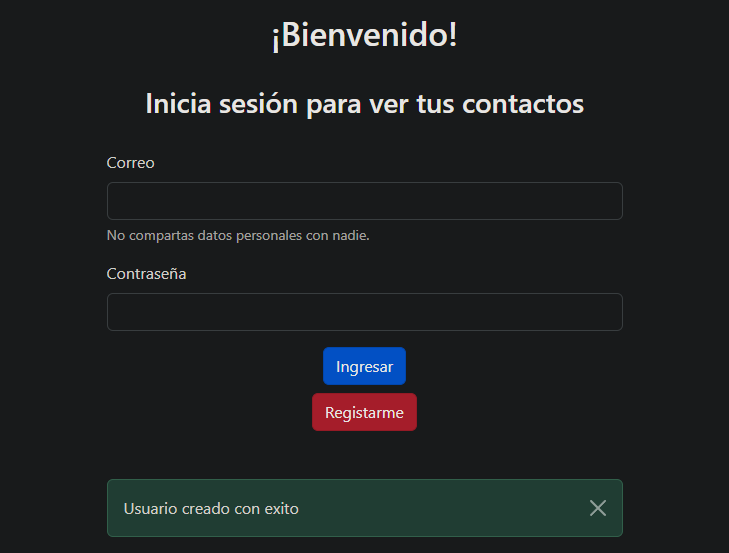 ¡Bienvenido!
Inicia sesión para ver tus contactos
Correo
No compartas datos personales con nadie.
Contraseña
Ingresar
Registarme
Usuario creado con exito